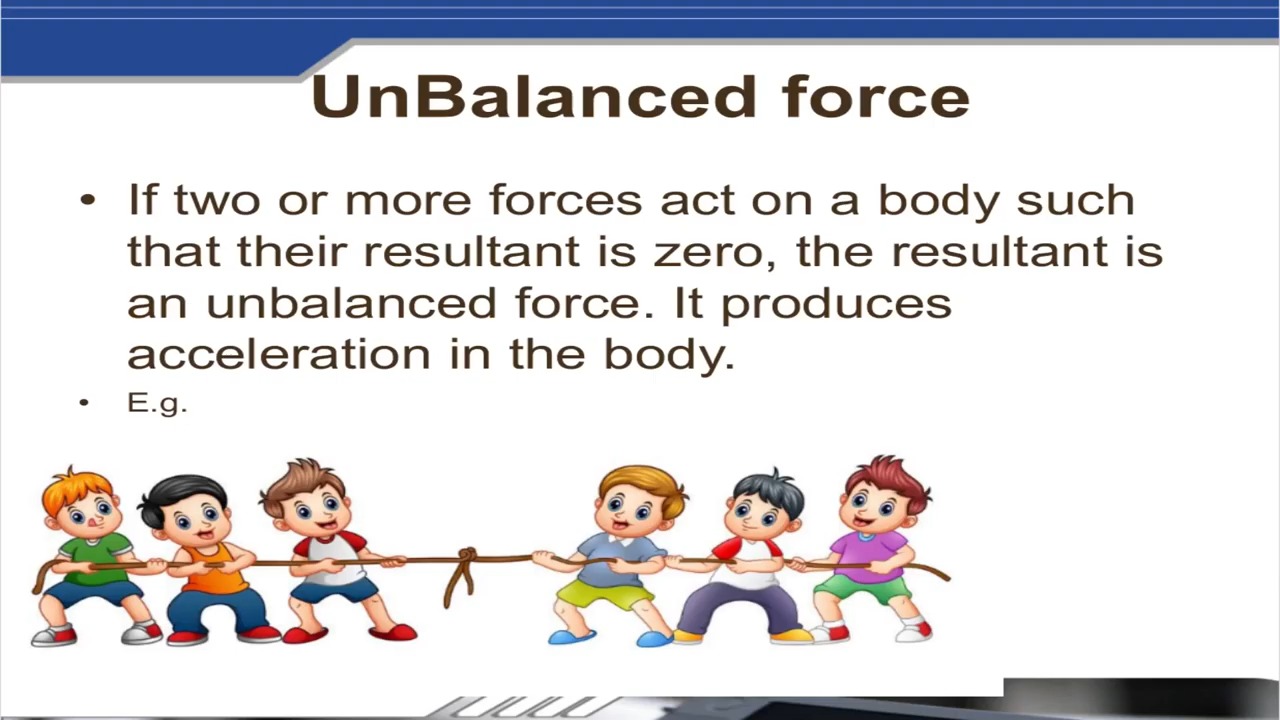 UnBalanced force
• If two or more forces act on a body such
that their resultant is zero, the resultant is
an unbalanced force. It produces
acceleration in the body.
• E.g.